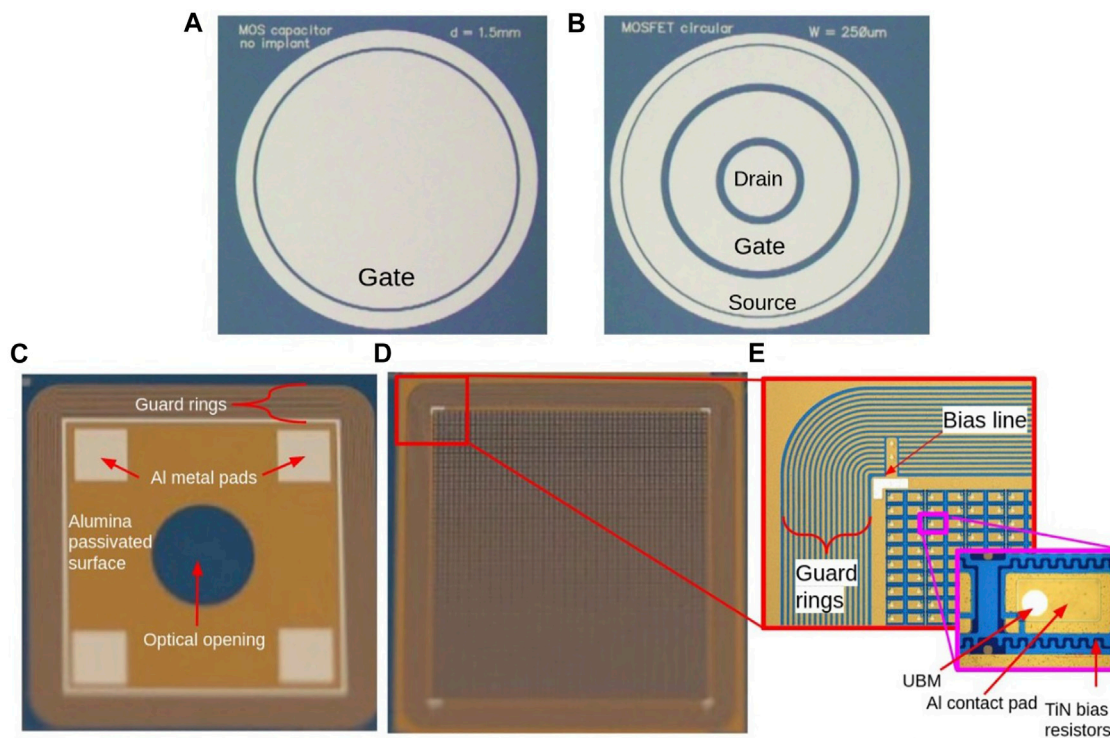 A
MOS capacitor
no implant
d = 1.5mm
Gate
B
MOSFET circular
W = 250um
Drain
Gate
Source
C
Guard rings
Al metal pads
Alumina
passivated
surface
Optical opening
D
E
Bias line
Guard
rings
UBM
Al contact pad
TiN bias
resistors